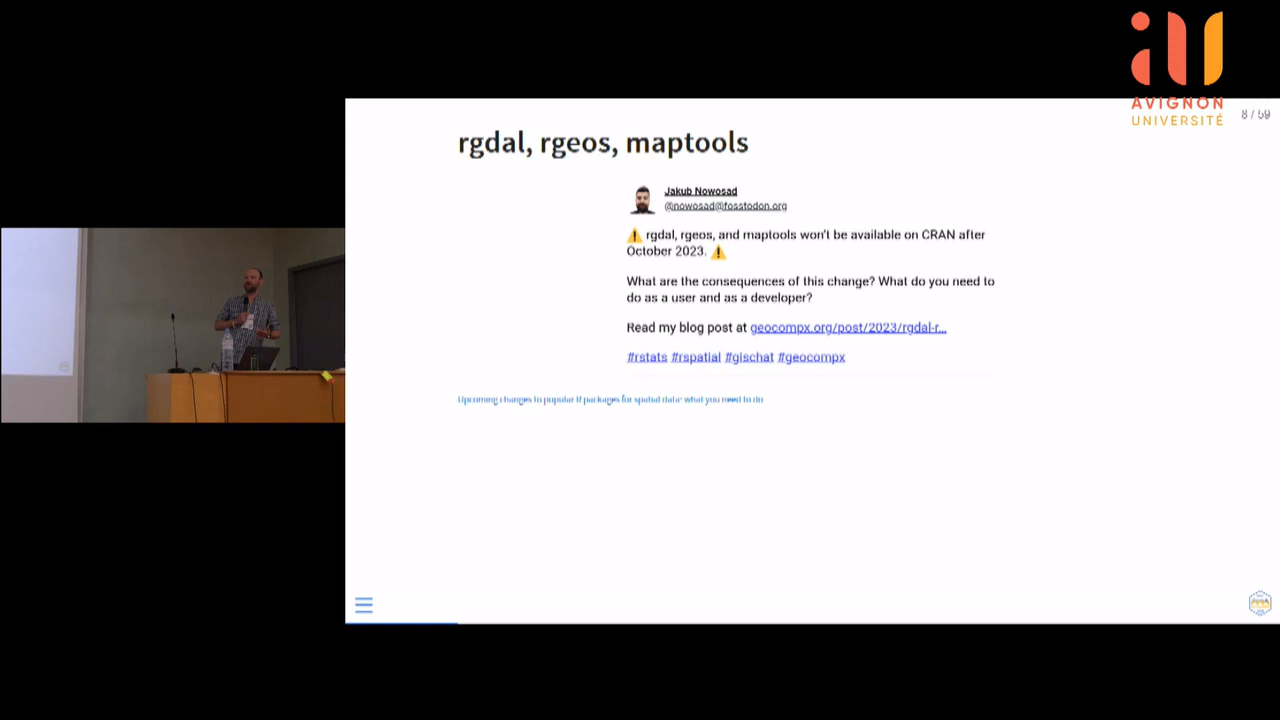 AVIGNON
UNIVERSITÉ
8 / 59
rgdal, rgeos, maptools
Jakub Nowosad
@nowosad@fosstodon.org
⚠️ rgdal, rgeos, and maptools won't be available on CRAN after
October 2023. ⚠️
What are the consequences of this change? What do you need to
do as a user and as a developer?
Read my blog post at geocompx.org/post/2023/rgdal-r...
#rstats #rspatial #gischat #geocompx
Upcoming changes to popular R packages for spatial data: what you need to do